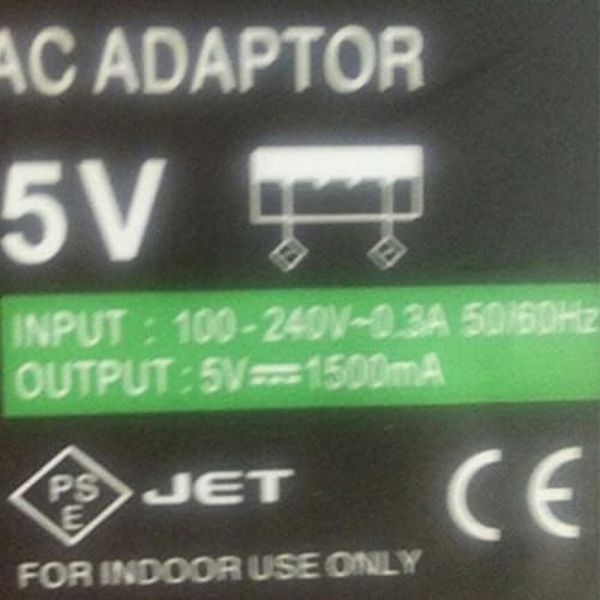 AC ADAPTOR
5V
INPUT : 100-240V~0.3A 50/60Hz
OUTPUT : 5V⎓1500mA
PS
E
JET
CE
FOR INDOOR USE ONLY